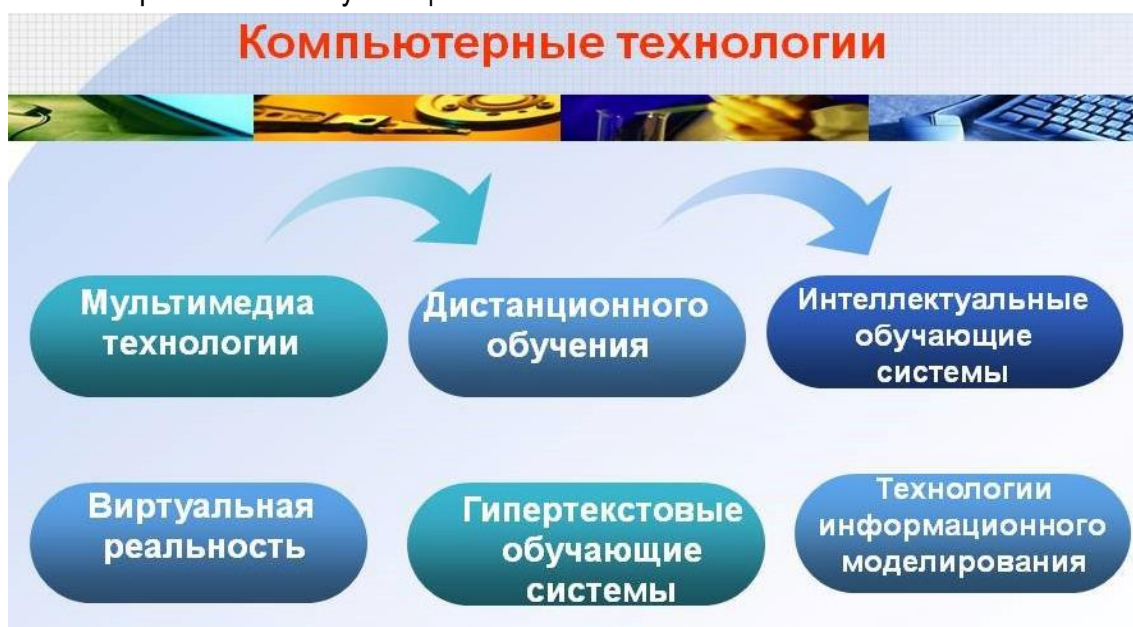 Компьютерные технологии
Мультимедиа
технологии
Дистанционного
обучения
Интеллектуальные
обучающие
системы
Виртуальная
реальность
Гипертекстовые
обучающие
системы
Технологии
информационного
моделирования